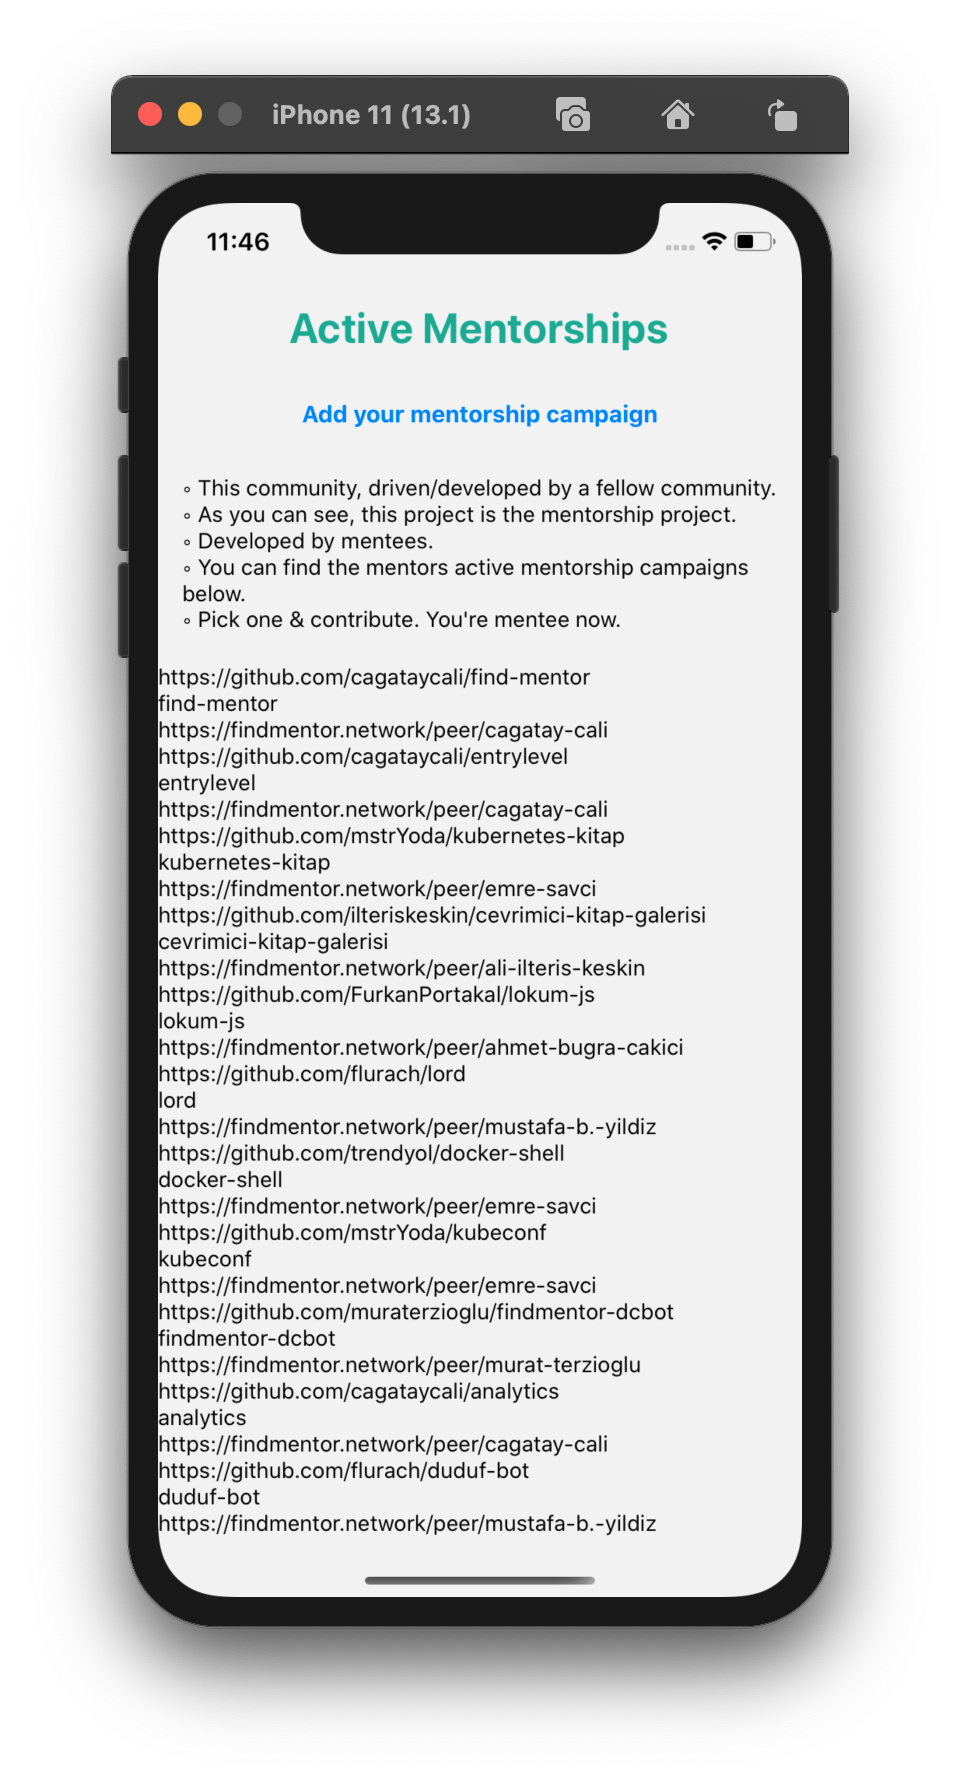 iPhone 11 (13.1)
11:46
Active Mentorships
Add your mentorship campaign
◦ This community, driven/developed by a fellow community.
◦ As you can see, this project is the mentorship project.
◦ Developed by mentees.
◦ You can find the mentors active mentorship campaigns
below.
◦ Pick one & contribute. You're mentee now.
https://github.com/cagataycali/find-mentor
find-mentor
https://findmentor.network/peer/cagatay-cali
https://github.com/cagataycali/entrylevel
entrylevel
https://findmentor.network/peer/cagatay-cali
https://github.com/mstrYoda/kubernetes-kitap
kubernetes-kitap
https://findmentor.network/peer/emre-savci
https://github.com/ilteriskeskin/cevrimici-kitap-galerisi
cevrimici-kitap-galerisi
https://findmentor.network/peer/ali-ilteris-keskin
https://github.com/FurkanPortakal/lokum-js
lokum-js
https://findmentor.network/peer/ahmet-bugra-cakici
https://github.com/flurach/lord
lord
https://findmentor.network/peer/mustafa-b.-yildiz
https://github.com/trendyol/docker-shell
docker-shell
https://findmentor.network/peer/emre-savci
https://github.com/mstrYoda/kubeconf
kubeconf
https://findmentor.network/peer/emre-savci
https://github.com/muraterzioglu/findmentor-dcbot
findmentor-dcbot
https://findmentor.network/peer/murat-terzioglu
https://github.com/cagataycali/analytics
analytics
https://findmentor.network/peer/cagatay-cali
https://github.com/flurach/duduf-bot
duduf-bot
https://findmentor.network/peer/mustafa-b.-yildiz